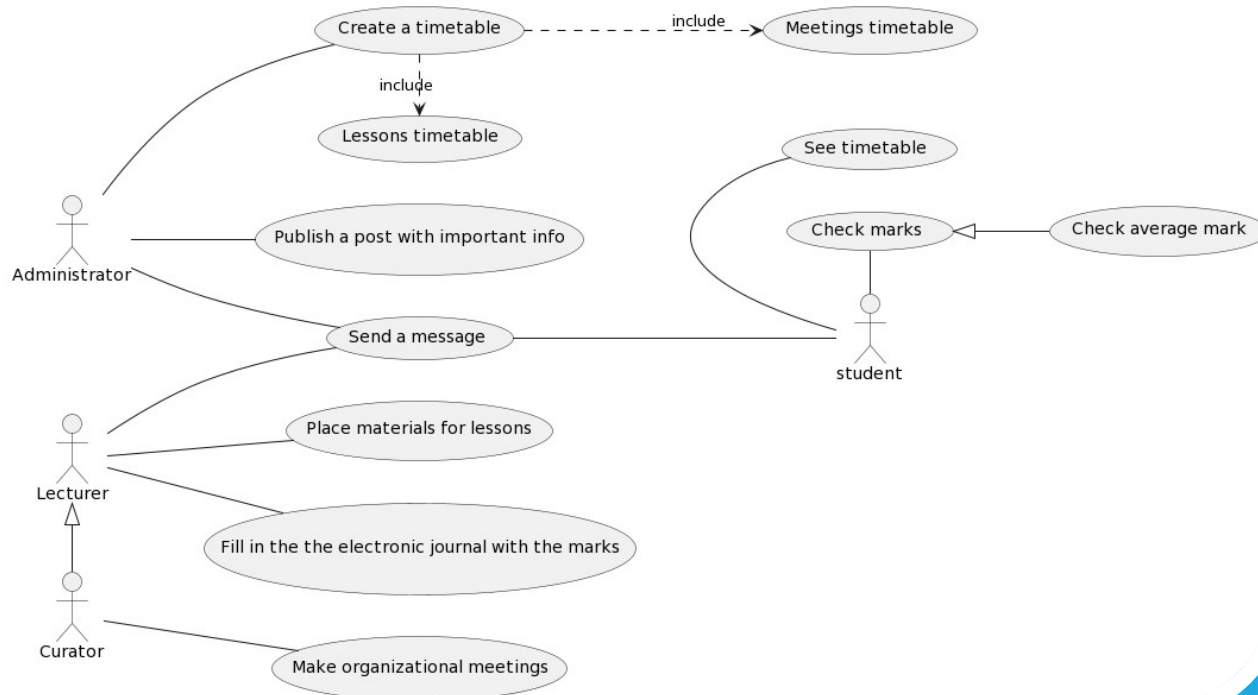 Create a timetable
include
Meetings timetable
include
Lessons timetable
See timetable
Administrator
Publish a post with important info
Check marks
Check average mark
Send a message
student
Lecturer
Place materials for lessons
Fill in the the electronic journal with the marks
Curator
Make organizational meetings